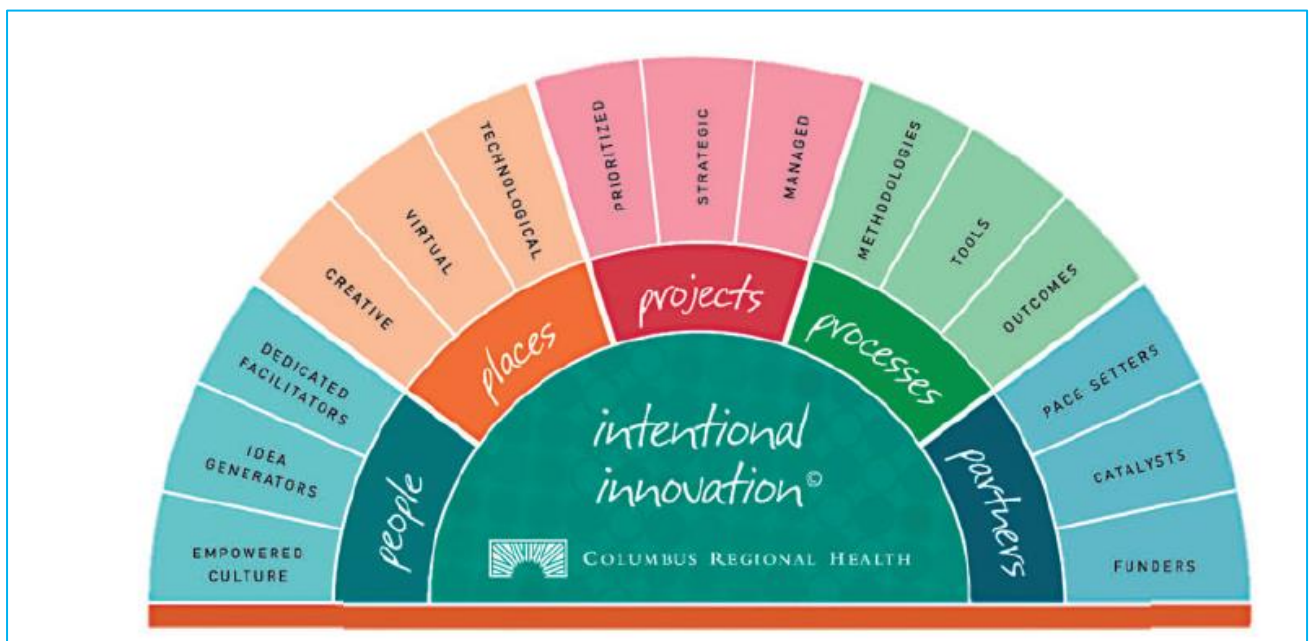 PRIORITIZED
STRATEGIC
MANAGED
TECHNOLOGICAL
METHODOLOGIES
VIRTUAL
TOOLS
CREATIVE
OUTCOMES
places
projects
processes
DEDICATED
FACILITATORS
PACE SETTERS
IDEA
GENERATORS
CATALYSTS
EMPOWERED
CULTURE
FUNDERS
people
partners
intentional
innovation©
COLUMBUS REGIONAL HEALTH